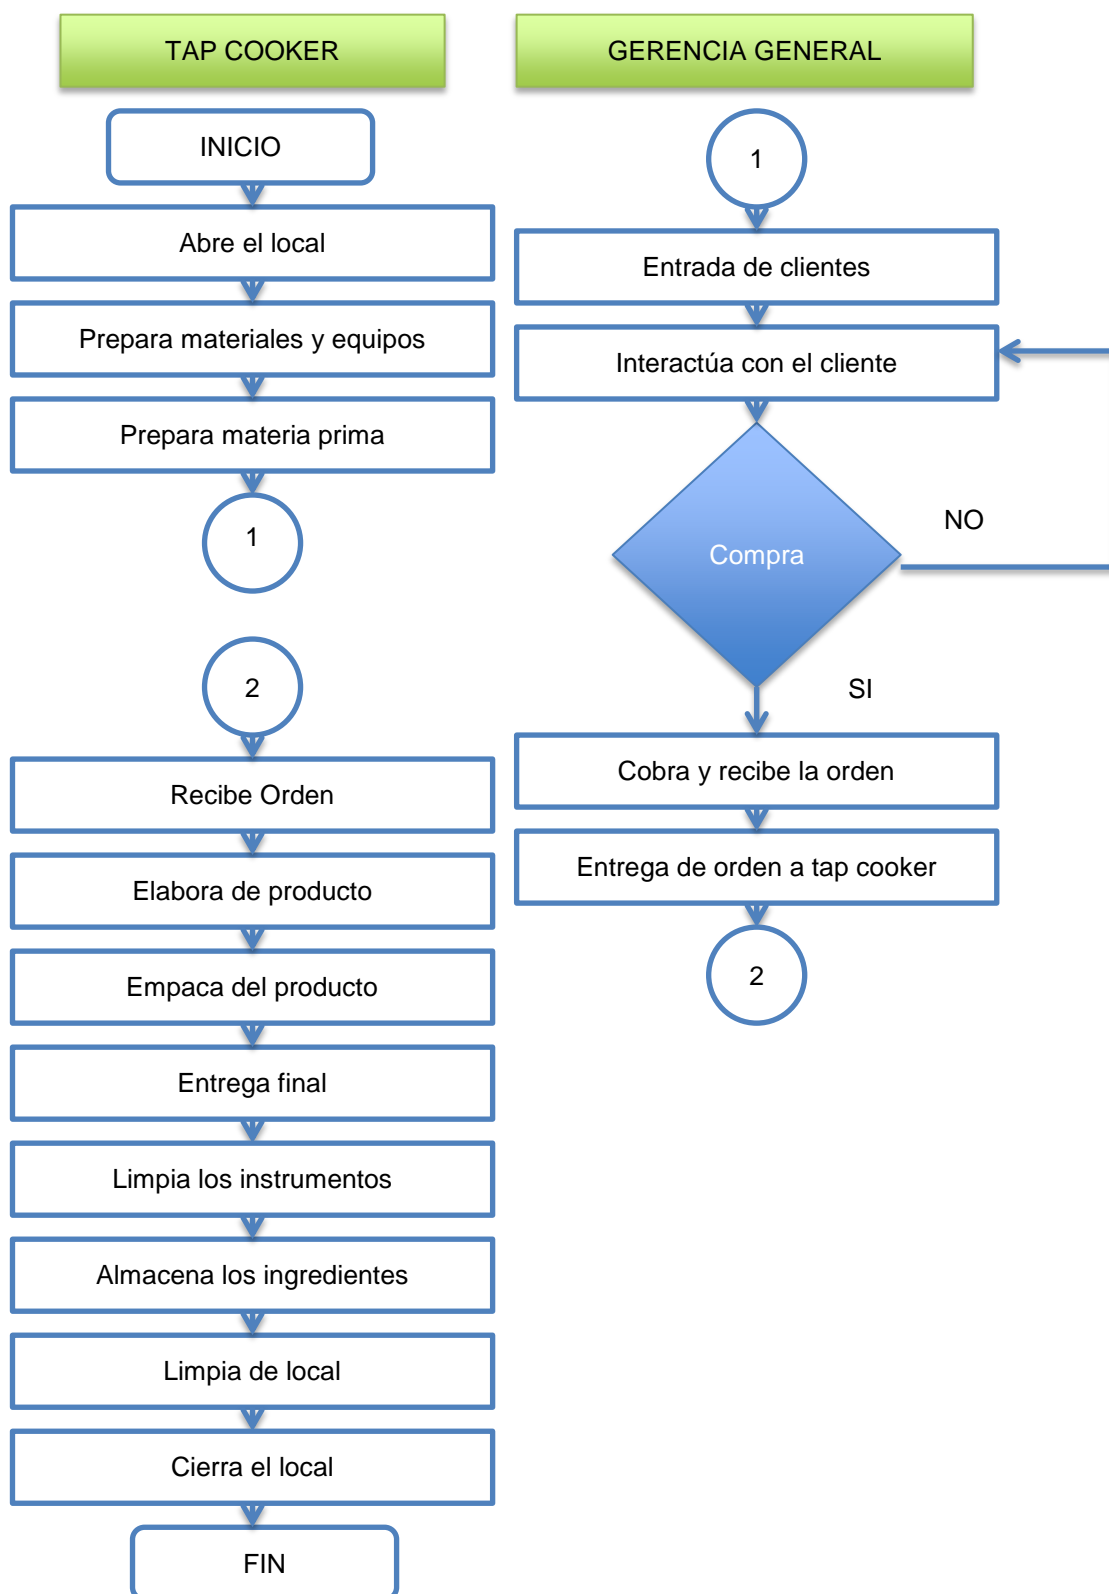 TAP COOKER
INICIO
Abre el local
Prepara materiales y equipos
Prepara materia prima
1
2
Recibe Orden
Elabora de producto
Empaca del producto
Entrega final
Limpia los instrumentos
Almacena los ingredientes
Limpia de local
Cierra el local
FIN
GERENCIA GENERAL
1
Entrada de clientes
Interactúa con el cliente
Compra
NO
SI
Cobra y recibe la orden
Entrega de orden a tap cooker
2